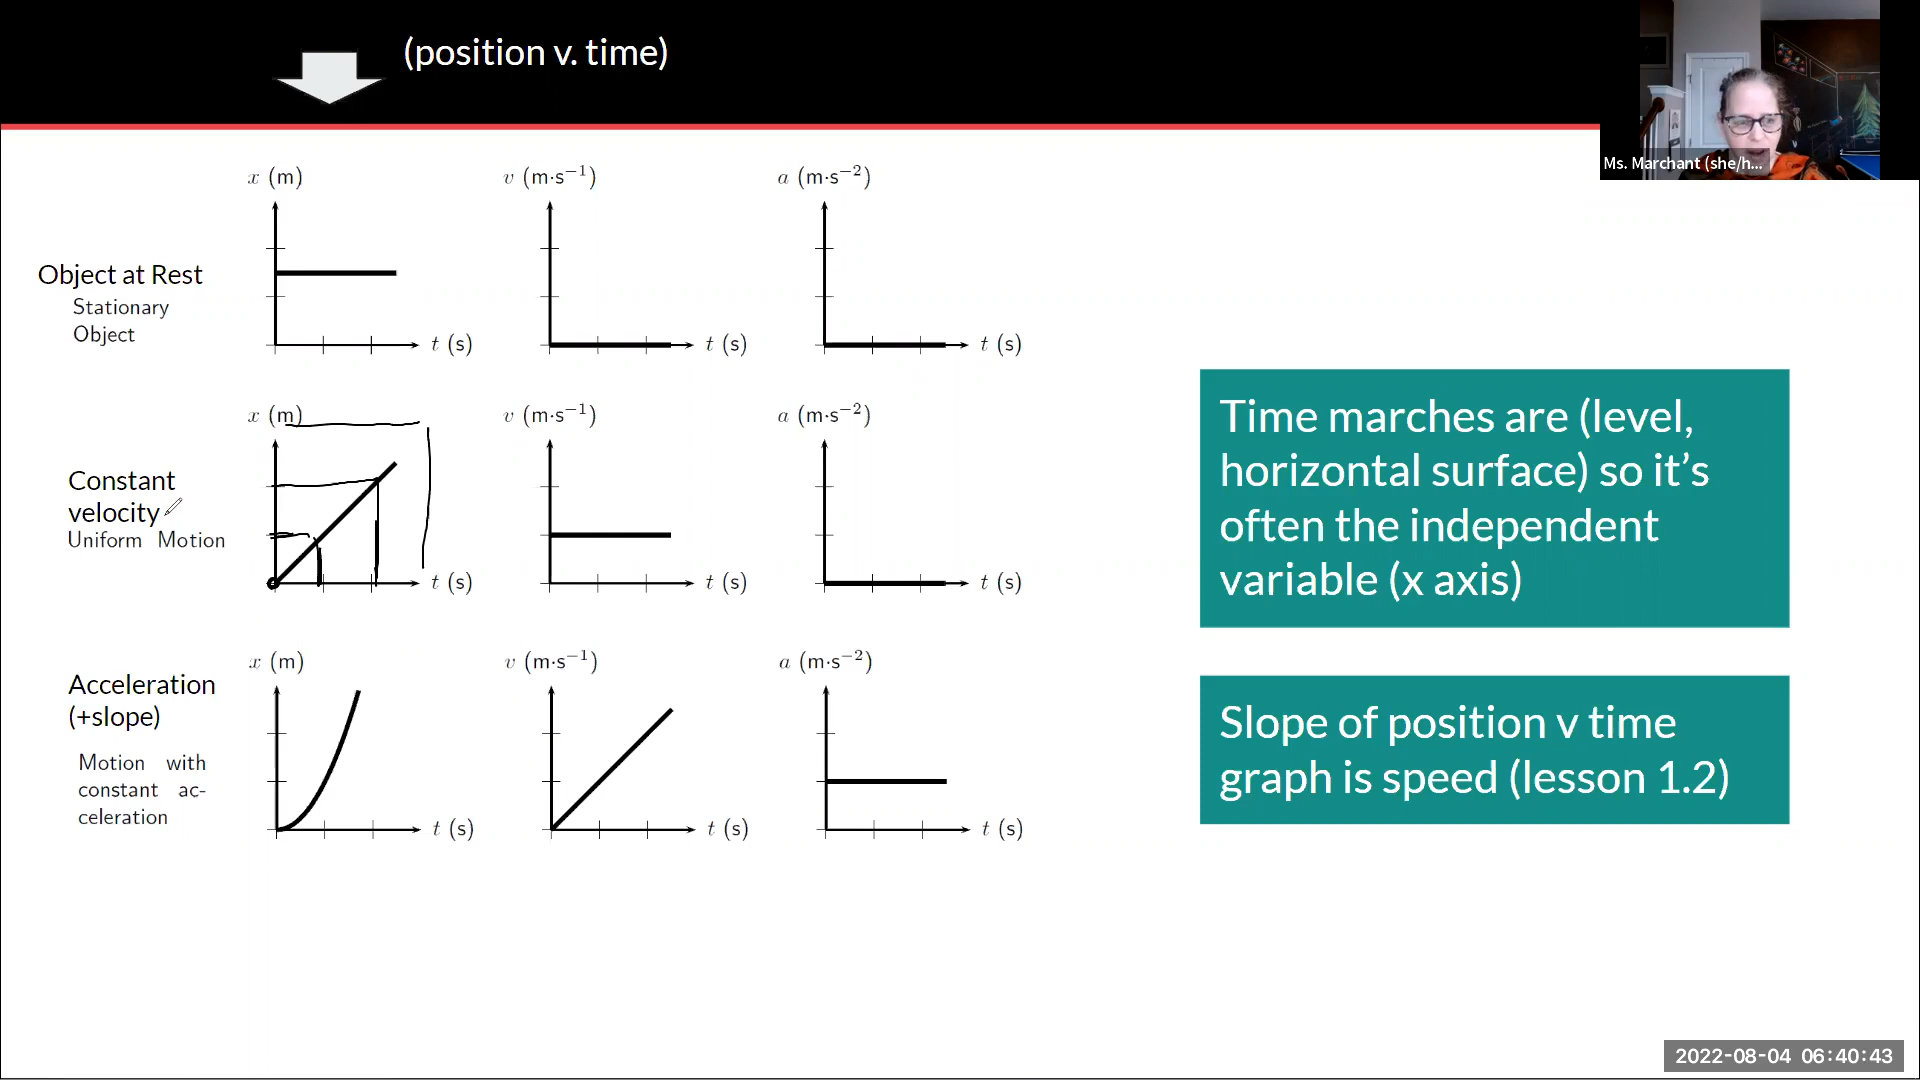 (position v. time)
Ms. Marchant (she/h...
x (m)
v (m·s⁻¹)
a (m·s⁻²)
Object at Rest
Stationary
Object
t (s)
t (s)
t (s)
x (m)
v (m·s⁻¹)
a (m·s⁻²)
Constant
velocity
Uniform Motion
t (s)
t (s)
t (s)
x (m)
v (m·s⁻¹)
a (m·s⁻²)
Acceleration
(+slope)
Motion with
constant ac-
celeration
t (s)
t (s)
t (s)
Time marches are (level,
horizontal surface) so it’s
often the independent
variable (x axis)
Slope of position v time
graph is speed (lesson 1.2)
2022-08-04 06:40:43